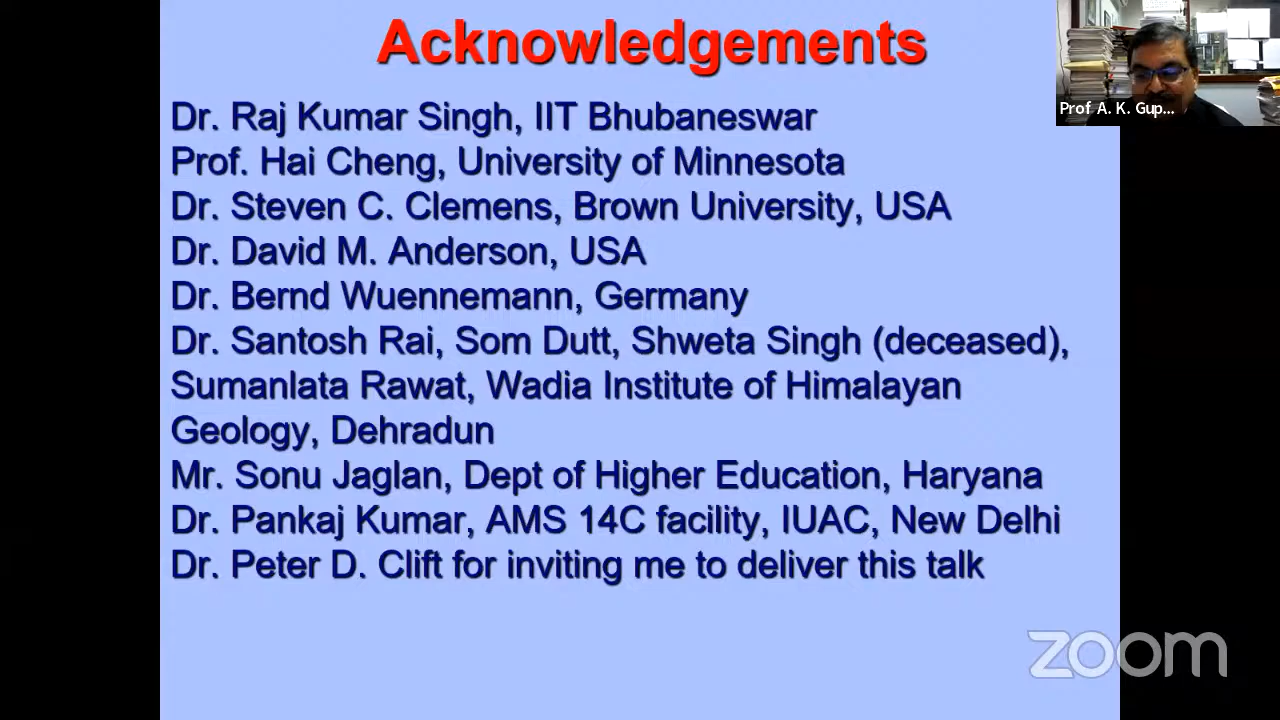 Acknowledgements
Dr. Raj Kumar Singh, IIT Bhubaneswar
Prof. Hai Cheng, University of Minnesota
Dr. Steven C. Clemens, Brown University, USA
Dr. David M. Anderson, USA
Dr. Bernd Wuennemann, Germany
Dr. Santosh Rai, Som Dutt, Shweta Singh (deceased),
Sumanlata Rawat, Wadia Institute of Himalayan
Geology, Dehradun
Mr. Sonu Jaglan, Dept of Higher Education, Haryana
Dr. Pankaj Kumar, AMS 14C facility, IUAC, New Delhi
Dr. Peter D. Clift for inviting me to deliver this talk
Prof A. K. Gup...
zoom